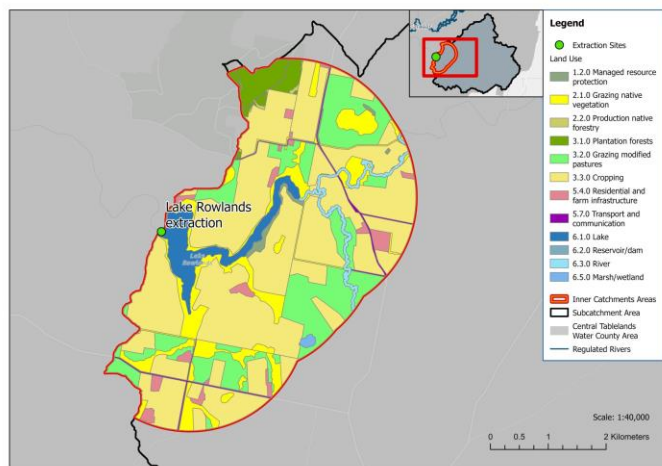 Legend
Extraction Sites
Land Use
1.2.0 Managed resource
protection
2.1.0 Grazing native
vegetation
2.2.0 Production native
forestry
3.1.0 Plantation forests
3.2.0 Grazing modified
pastures
3.3.0 Cropping
5.4.0 Residential and
farm infrastructure
5.7.0 Transport and
communication
6.1.0 Lake
6.2.0 Reservoir/dam
6.3.0 River
6.5.0 Marsh/wetland
Inner Catchments Areas
Subcatchment Area
Central Tablelands
Water County Area
Regulated Rivers
Lake Rowlands
extraction
Lake
Scale: 1:40,000
0 0.5 1 2 Kilometers